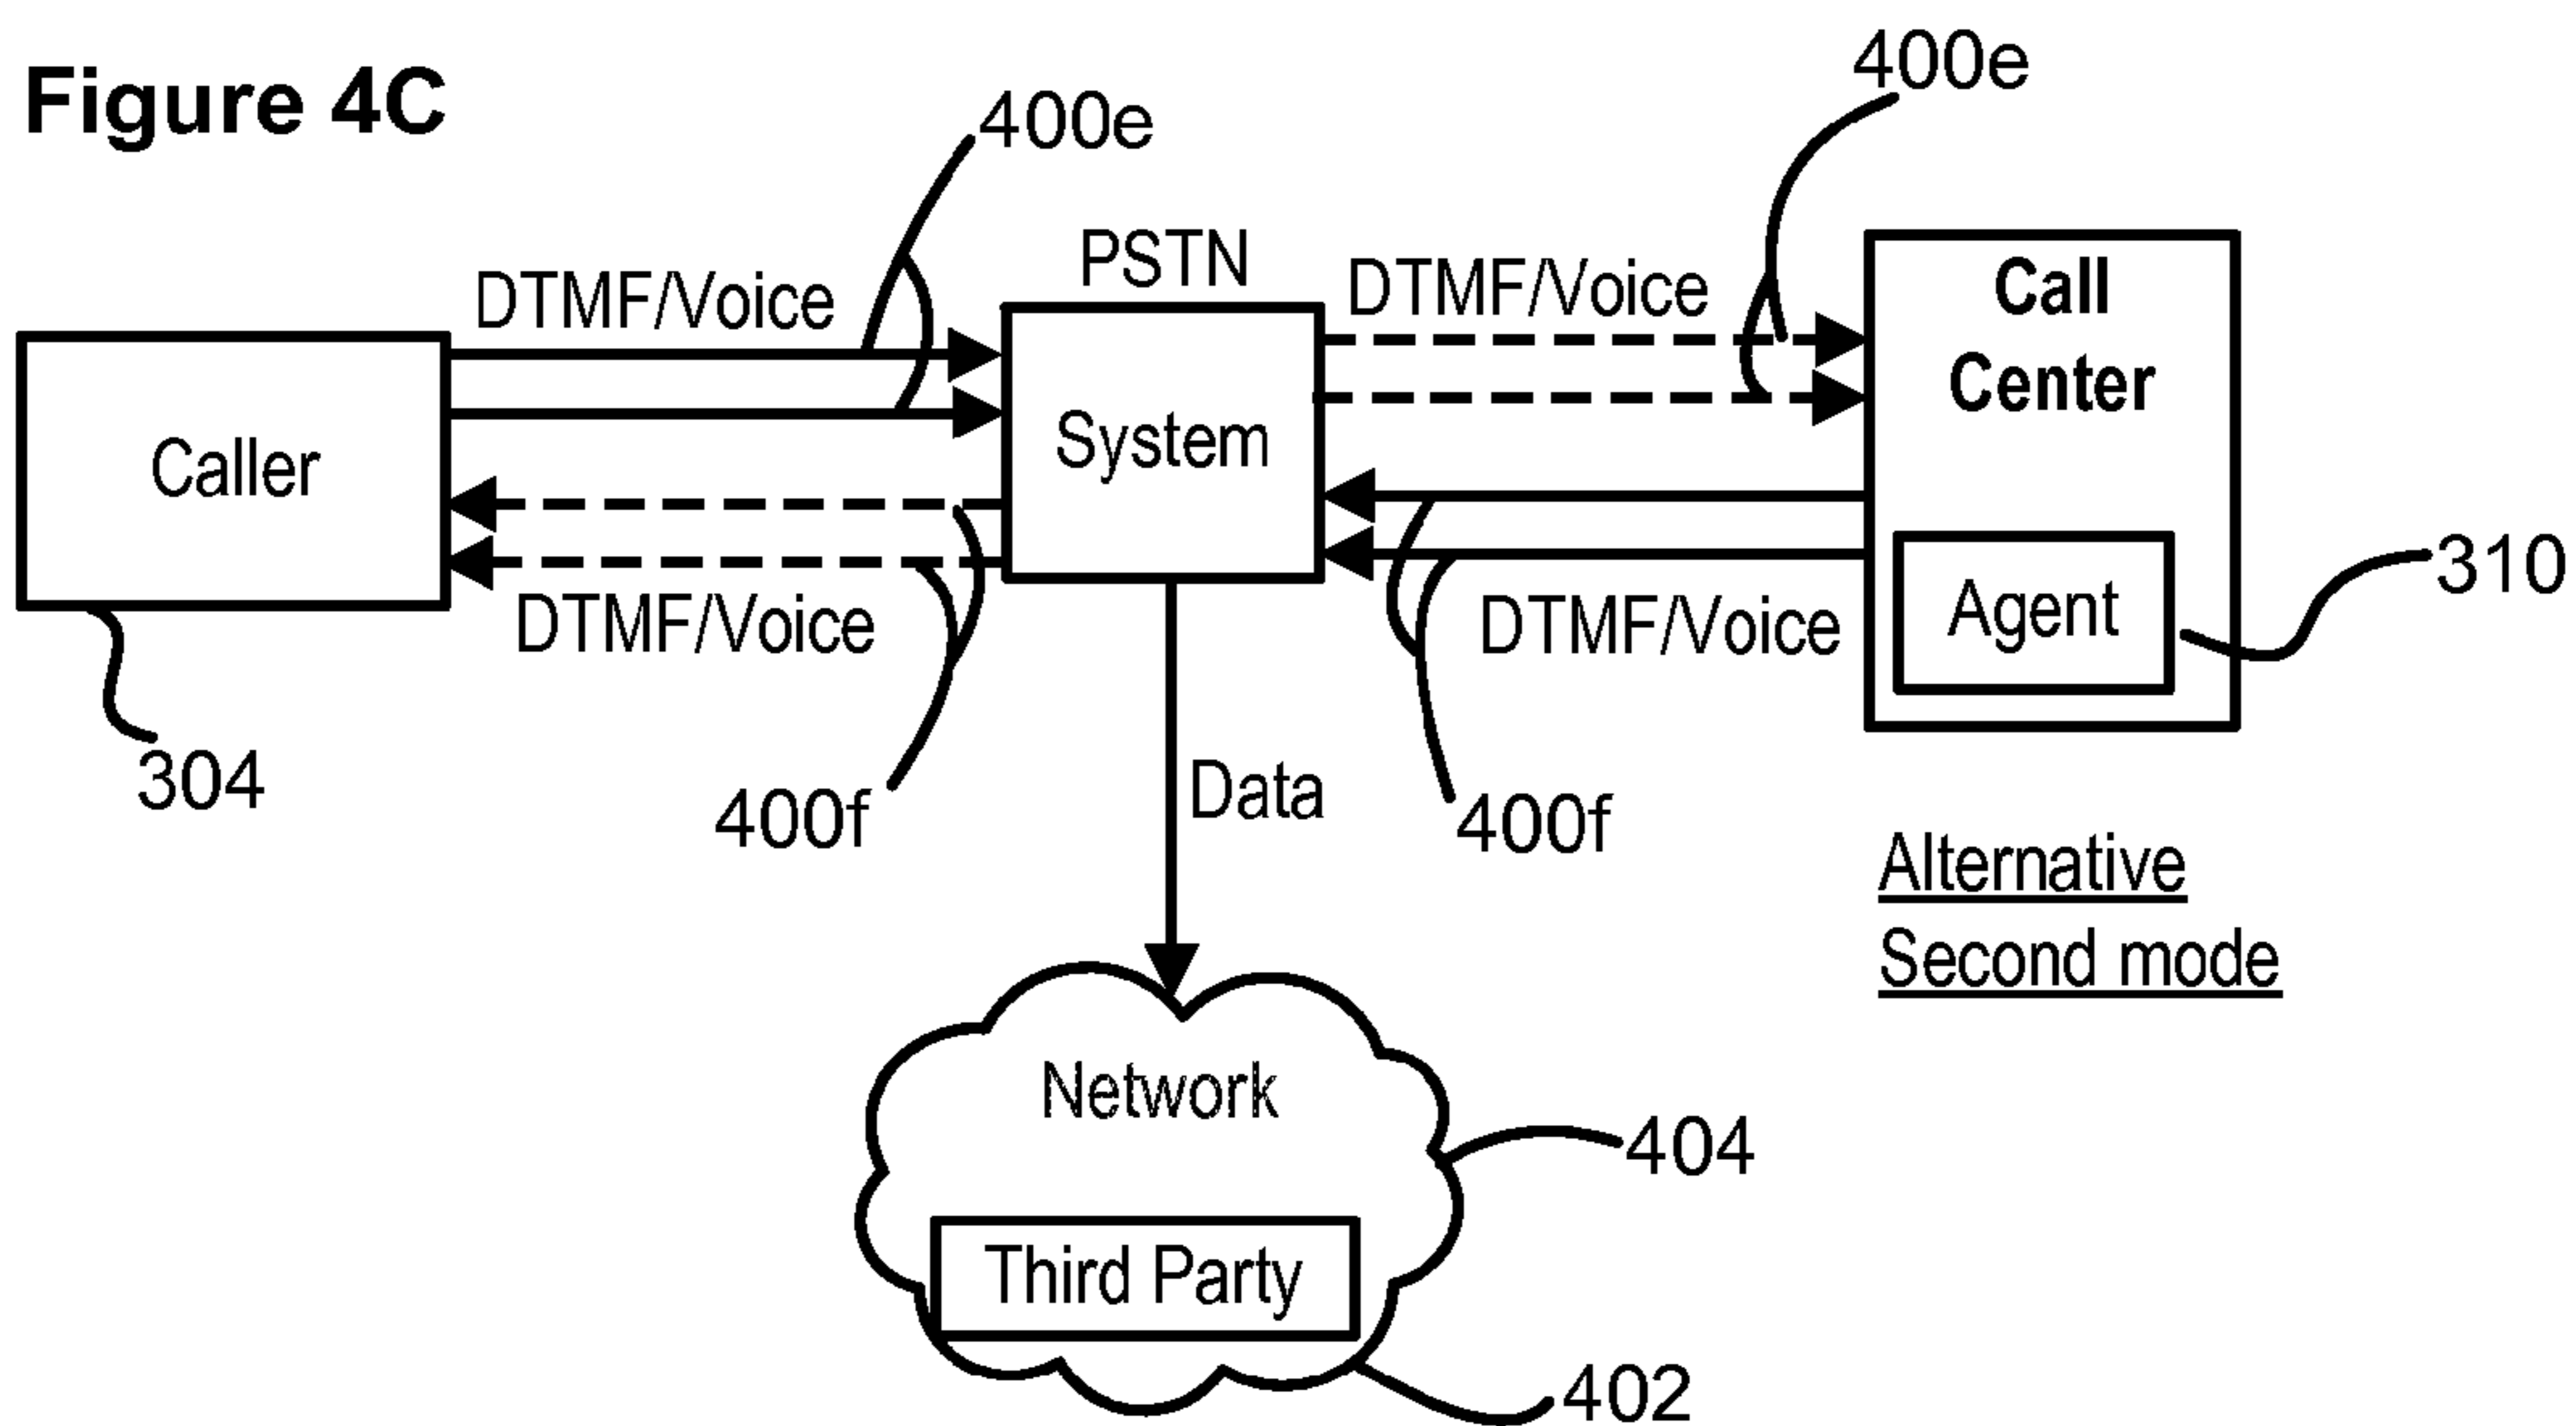 Figure 4C
400e
400e
PSTN
DTMF/Voice
DTMF/Voice
Call
Center
Caller
System
Agent
310
DTMF/Voice
DTMF/Voice
304
400f
Data
400f
Alternative
Second mode
Network
404
Third Party
402